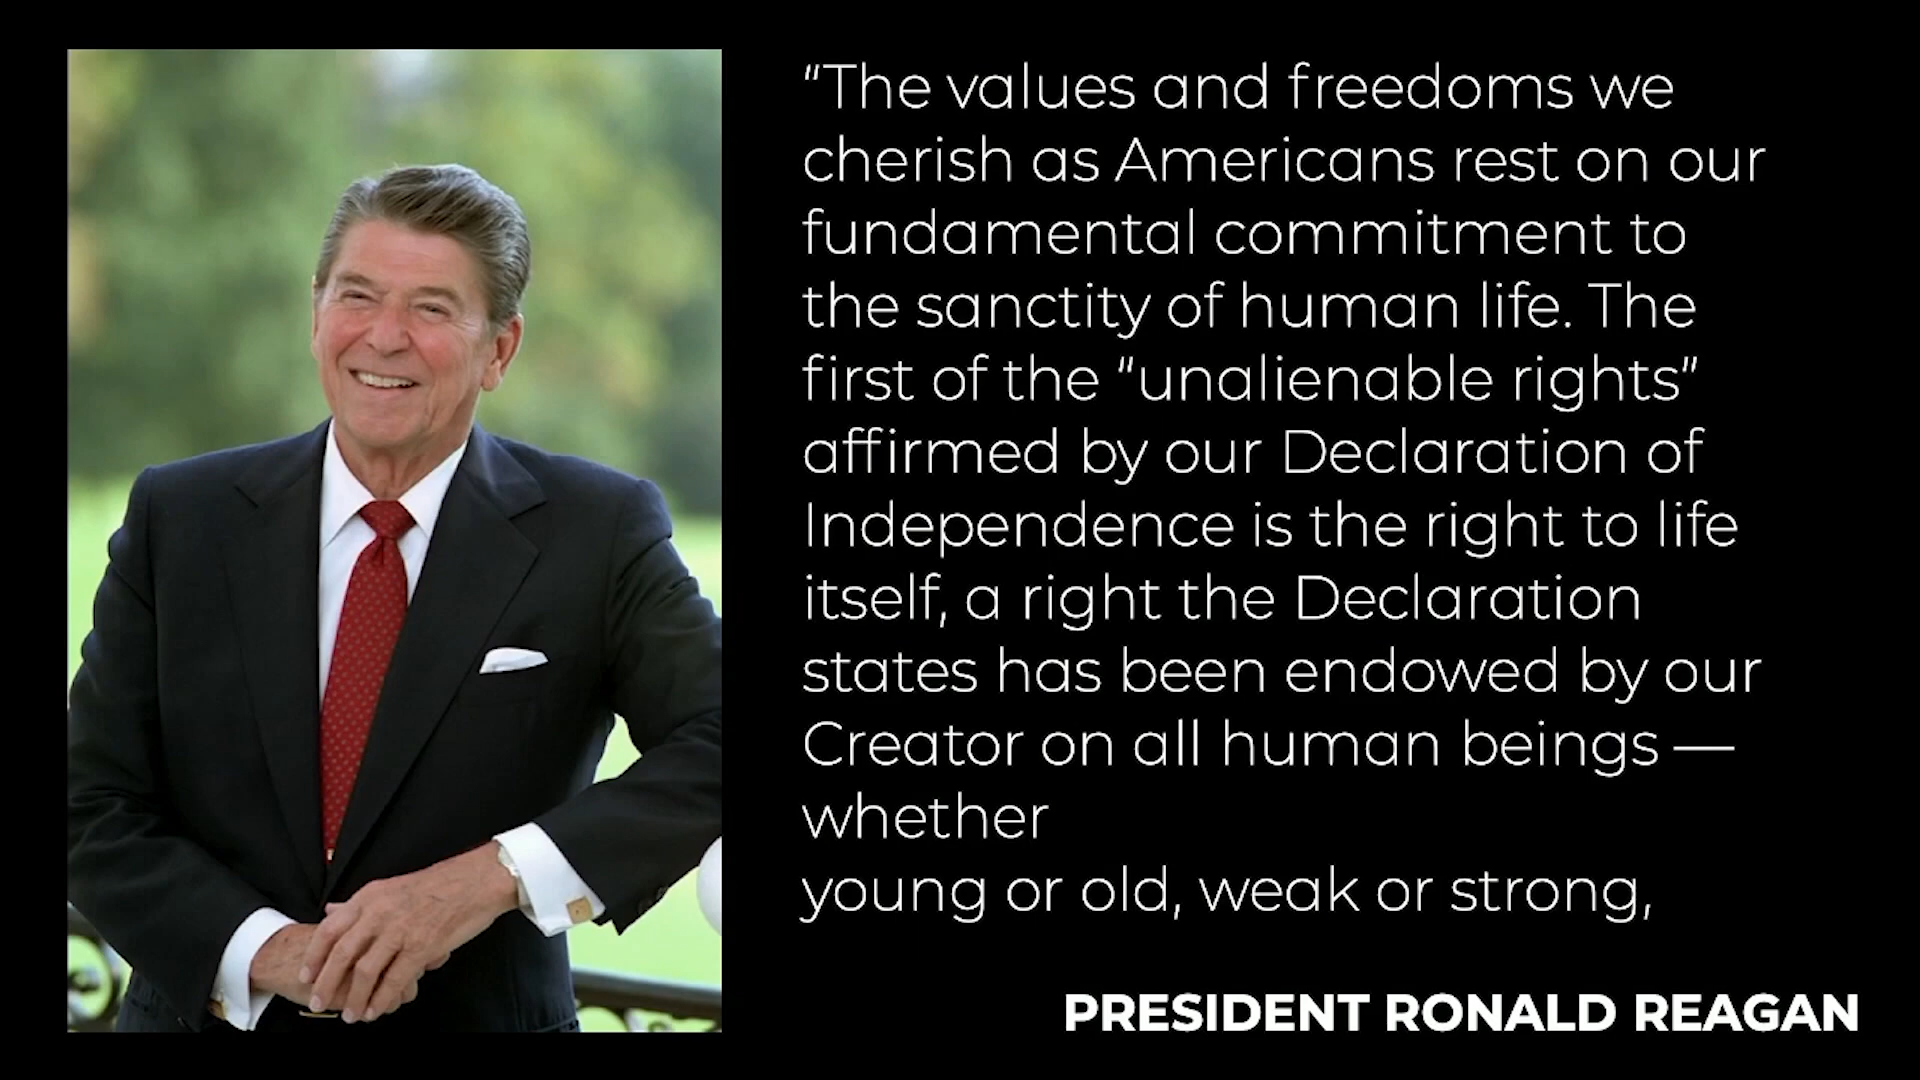 “The values and freedoms we
cherish as Americans rest on our
fundamental commitment to
the sanctity of human life. The
first of the “unalienable rights”
affirmed by our Declaration of
Independence is the right to life
itself, a right the Declaration
states has been endowed by our
Creator on all human beings —
whether
young or old, weak or strong,
PRESIDENT RONALD REAGAN